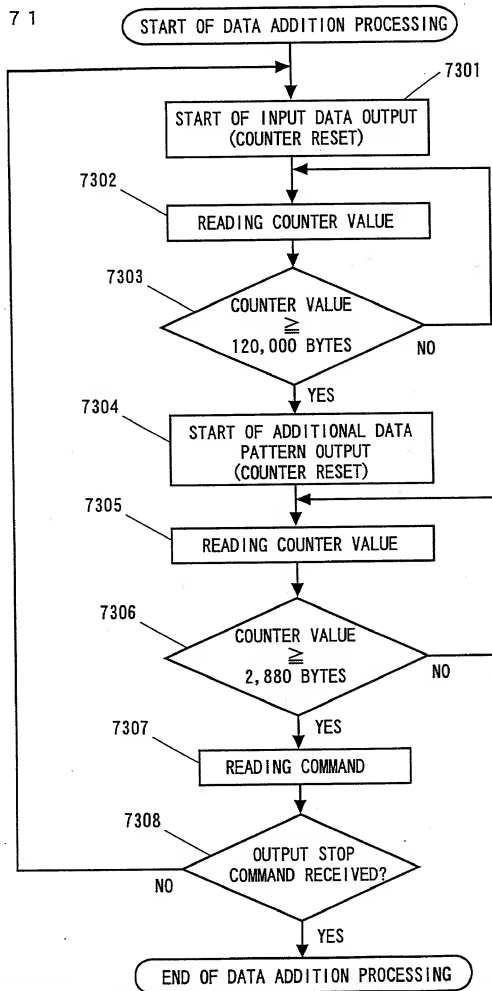 71
START OF DATA ADDITION PROCESSING
7301
START OF INPUT DATA OUTPUT
(COUNTER RESET)
7302
READING COUNTER VALUE
7303
COUNTER VALUE
≧
120,000 BYTES
NO
YES
7304
START OF ADDITIONAL DATA
PATTERN OUTPUT
(COUNTER RESET)
7305
READING COUNTER VALUE
7306
COUNTER VALUE
≧
2,880 BYTES
NO
YES
7307
READING COMMAND
7308
OUTPUT STOP
COMMAND RECEIVED?
NO
YES
END OF DATA ADDITION PROCESSING